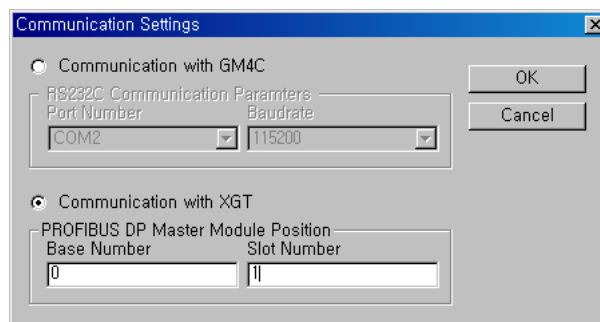 Communication Settings
Communication with GM4C
OK
RS232C Communication Paramters
Port Number Baudrate
COM2 115200
Cancel
Communication with XGT
PROFIBUS DP Master Module Position
Base Number Slot Number
0 1